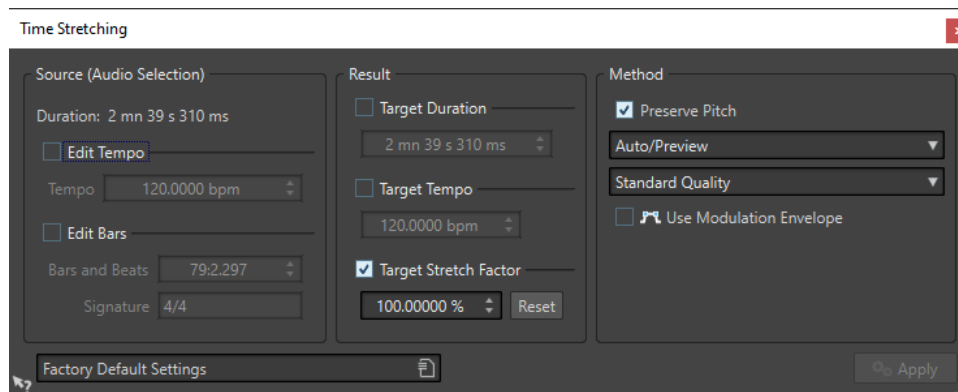 Time Stretching
Source (Audio Selection)
Duration: 2 mn 39 s 310 ms
Edit Tempo
Tempo 120.0000 bpm
Edit Bars
Bars and Beats 79:2.297
Signature 4/4
Result
Target Duration
2 mn 39 s 310 ms
Target Tempo
120.0000 bpm
Target Stretch Factor
100.00000 % Reset
Method
Preserve Pitch
Auto/Preview
Standard Quality
Use Modulation Envelope
Factory Default Settings
Apply